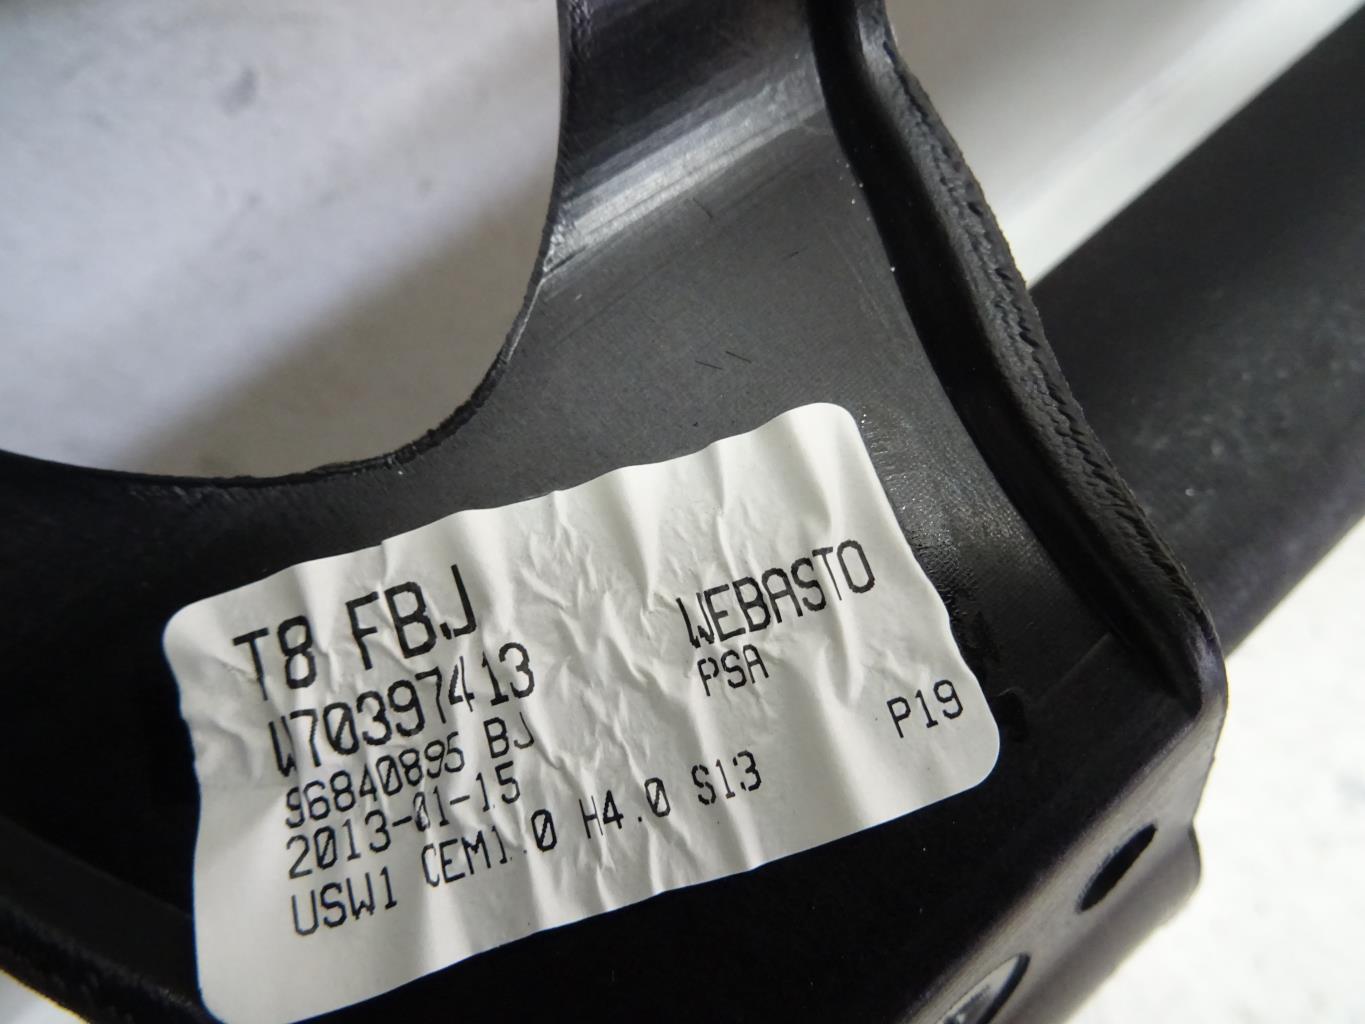 T8 FBJ
WEBASTO
W70397413
PSA
96840895 BJ
P19
2013-01-15
USW1 CEM1.0 H4.0 S13